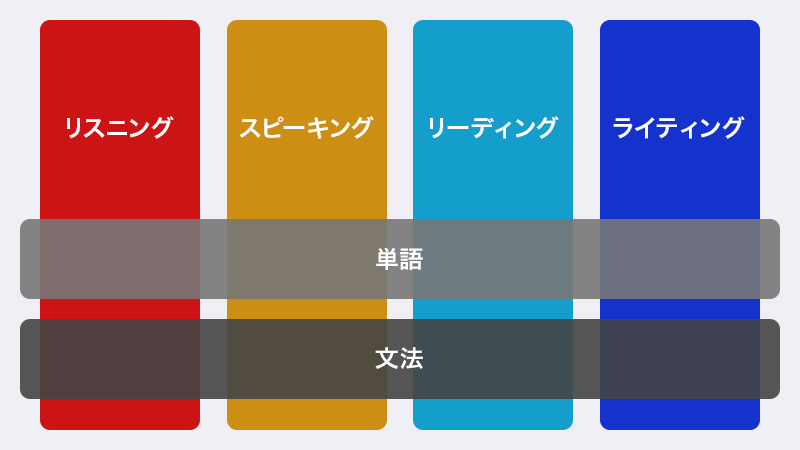 リスニング
スピーキング
リーディング
ライティング
単語
文法